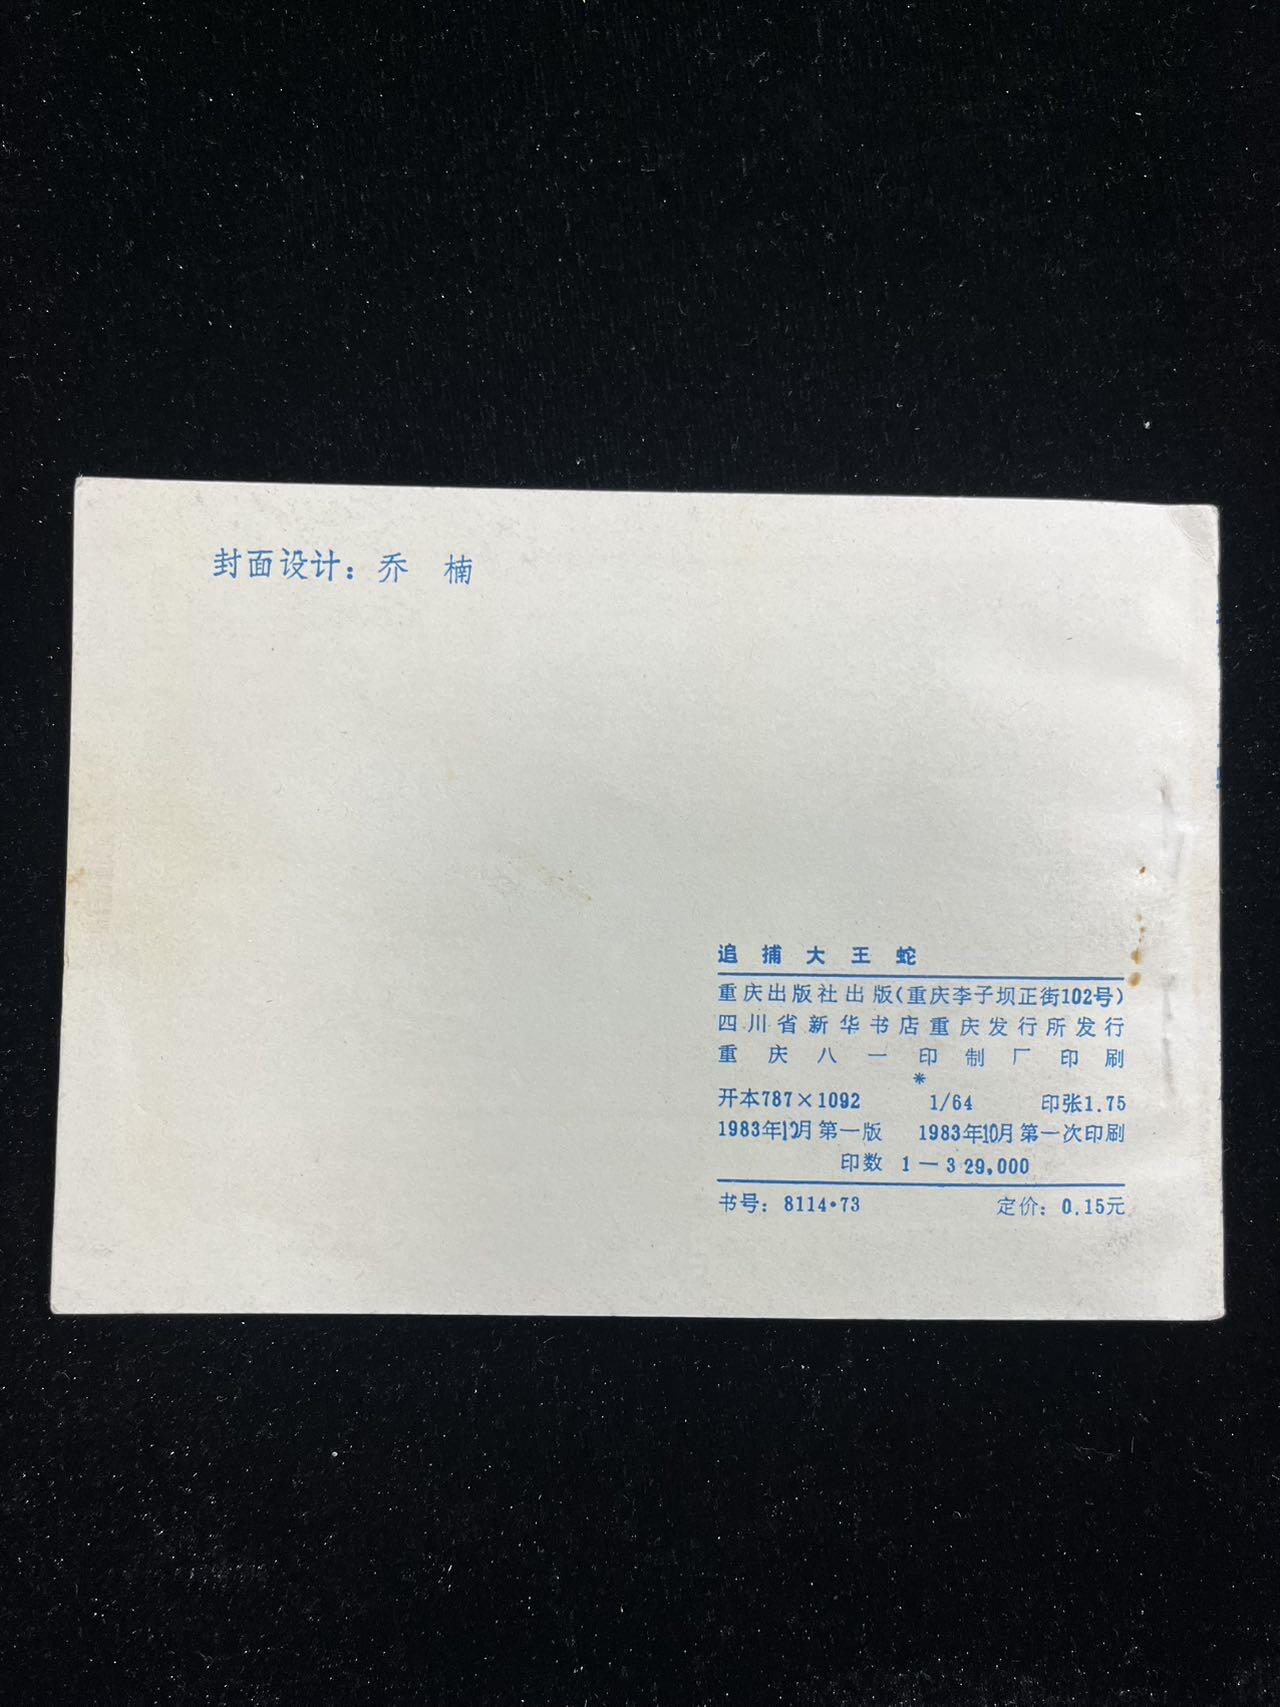 封面设计：乔 楠
追捕大王蛇
重庆出版社出版(重庆李子坝正街102号)
四川省新华书店重庆发行所发行
重庆八一印制厂印刷
*
开本787×1092 1/64 印张1.75
1983年10月第一版 1983年10月第一次印刷
印数 1—329,000
书号：8114·73 定价：0.15元